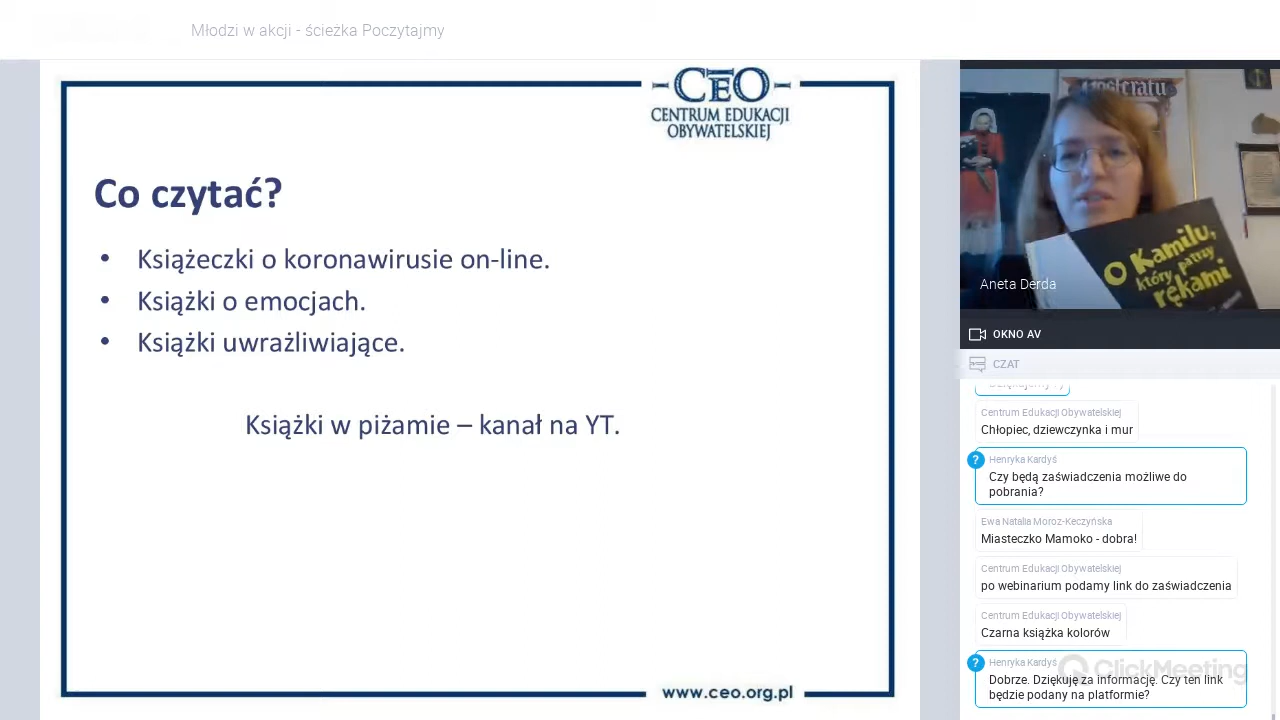 Młodzi w akcji - ścieżka Poczytajmy
CEO
CENTRUM EDUKACJI
OBYWATELSKIEJ
Co czytać?
• Książeczki o koronawirusie on-line.
• Książki o emocjach.
• Książki uwrażliwiające.
Książki w piżamie – kanał na YT.
www.ceo.org.pl
Nosferatu
O Kamilu,
który patrzy
rękami
Aneta Derda
OKNO AV
CZAT
Centrum Edukacji Obywatelskiej
Chłopiec, dziewczynka i mur
?
Henryka Kardyś
Czy będą zaświadczenia możliwe do
pobrania?
Ewa Natalia Moroz-Keczyńska
Miasteczko Mamoko - dobra!
Centrum Edukacji Obywatelskiej
po webinarium podamy link do zaświadczenia
Centrum Edukacji Obywatelskiej
Czarna książka kolorów
?
Henryka Kardyś
ClickMeeting
Dobrze. Dziękuję za informację. Czy ten link
będzie podany na platformie?